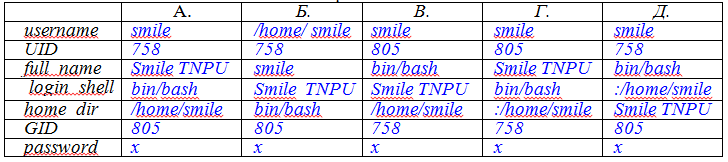 А. Б. В. Г. Д.
username smile /home/ smile smile smile smile
UID 758 758 805 805 758
full_name Smile TNPU smile bin/bash Smile TNPU bin/bash
login_shell bin/bash Smile TNPU Smile TNPU bin/bash :/home/smile
home_dir /home/smile bin/bash /home/smile :/home/smile Smile TNPU
GID 805 805 758 758 805
password x x x x x